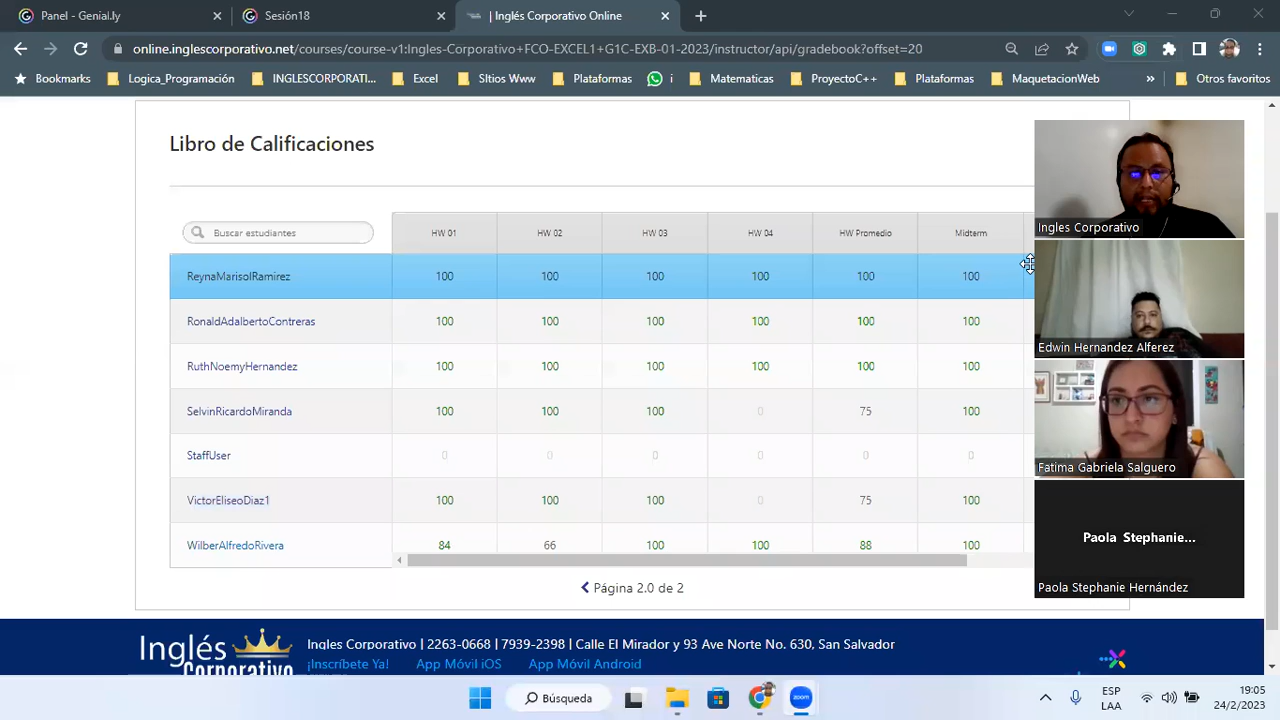 Panel - Genial.ly
Sesión18
| Inglés Corporativo Online
online.inglescorporativo.net/courses/course-v1:Ingles-Corporativo+FCO-EXCEL1+G1C-EXB-01-2023/instructor/api/gradebook?offset=20
Bookmarks Logica_Programación INGLESCORPORATI... Excel SItios Www Plataformas i Matematicas ProyectoC++ Plataformas MaquetacionWeb » Otros favoritos
Libro de Calificaciones
Buscar estudiantes HW 01 HW 02 HW 03 HW 04 HW Promedio Midterm
ReynaMarisolRamirez 100 100 100 100 100 100
RonaldAdalbertoContreras 100 100 100 100 100 100
RuthNoemyHernandez 100 100 100 100 100 100
SelvinRicardoMiranda 100 100 100 0 75 100
StaffUser 0 0 0 0 0 0
VictorEliseoDiaz1 100 100 100 0 75 100
WilberAlfredoRivera 84 66 100 100 88 100
Página 2.0 de 2
Ingles Corporativo
Edwin Hernandez Alferez
Fatima Gabriela Salguero
Paola Stephanie...
Paola Stephanie Hernández
Inglés
Corporativo
Ingles Corporativo | 2263-0668 | 7939-2398 | Calle El Mirador y 93 Ave Norte No. 630, San Salvador
¡Inscríbete Ya! App Móvil iOS App Móvil Android
Búsqueda
zoom
ESP
LAA
19:05
24/2/2023